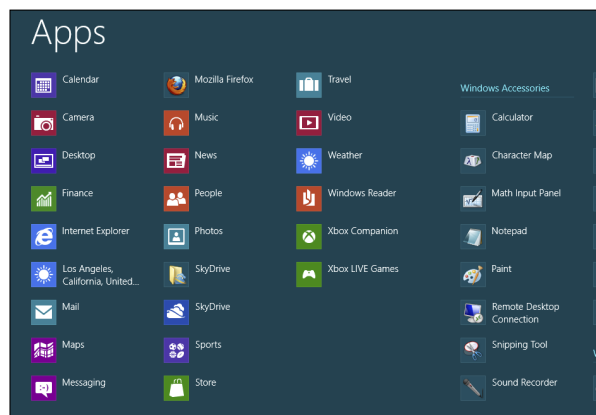 Apps
Calendar
Camera
Desktop
Finance
Internet Explorer
Los Angeles,
California, United...
Mail
Maps
Messaging
Mozilla Firefox
Music
News
People
Photos
SkyDrive
SkyDrive
Sports
Store
Travel
Video
Weather
Windows Reader
Xbox Companion
Xbox LIVE Games
Windows Accessories
Calculator
Character Map
Math Input Panel
Notepad
Paint
Remote Desktop
Connection
Snipping Tool
Sound Recorder